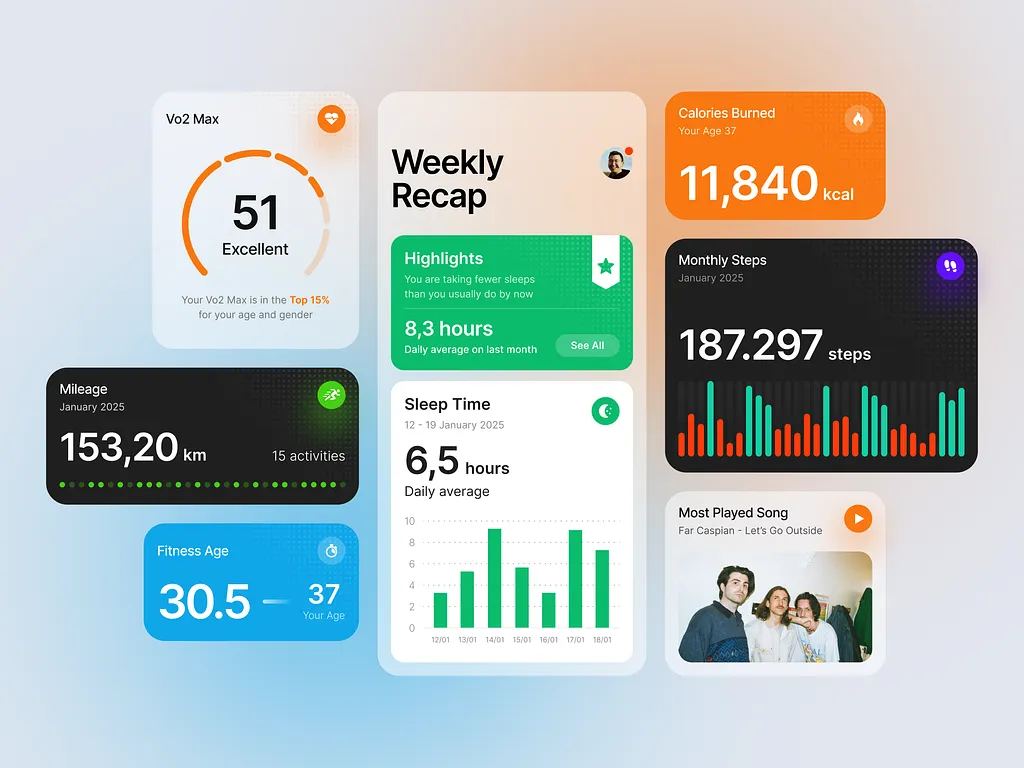 Vo2 Max
51
Excellent
Your Vo2 Max is in the Top 15%
for your age and gender
Mileage
January 2025
153,20 km
15 activities
Fitness Age
30.5
37
Your Age
Weekly
Recap
Highlights
You are taking fewer sleeps
than you usually do by now
8,3 hours
Daily average on last month
See All
Sleep Time
12 - 19 January 2025
6,5 hours
Daily average
10
8
6
4
2
0
12/01 13/01 14/01 15/01 16/01 17/01 18/01
Calories Burned
Your Age 37
11,840 kcal
Monthly Steps
January 2025
187.297 steps
Most Played Song
Far Caspian - Let's Go Outside